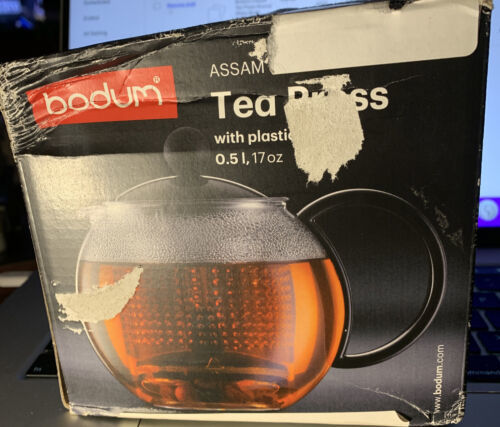 bodum®
ASSAM
Tea Press
with plastic
0.5 l, 17 oz
www.bodum.com